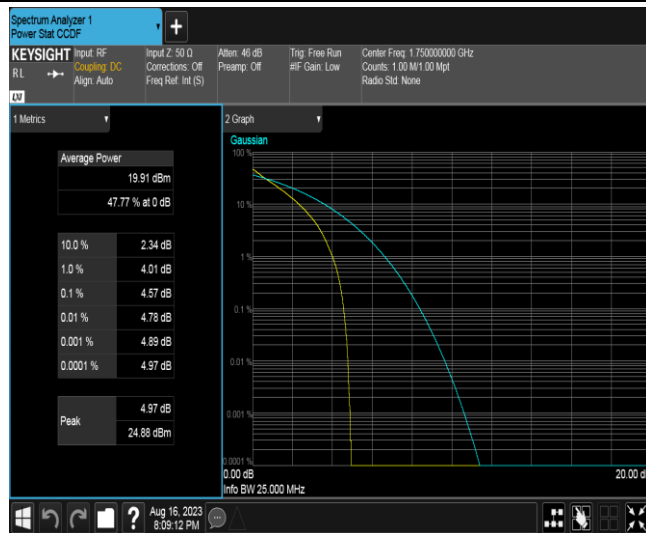 Spectrum Analyzer 1
Power Stat CCDF
KEYSIGHT
RL
LXI
Input: RF
Coupling: DC
Align: Auto
Input Z: 50 Ω
Corrections: Off
Freq Ref: Int (S)
Atten: 46 dB
Preamp: Off
Trig: Free Run
#IF Gain: Low
Center Freq: 1.750000000 GHz
Counts: 1.00 M/1.00 Mpt
Radio Std: None
1 Metrics
Average Power
19.91 dBm
47.77 % at 0 dB
10.0 % 2.34 dB
1.0 % 4.01 dB
0.1 % 4.57 dB
0.01 % 4.78 dB
0.001 % 4.89 dB
0.0001 % 4.97 dB
Peak
4.97 dB
24.88 dBm
2 Graph
Gaussian
100 %
10 %
1 %
0.1 %
0.01 %
0.001 %
0.0001 %
0.00 dB
20.00 d
Info BW 25.000 MHz
?
Aug 16, 2023
8:09:12 PM